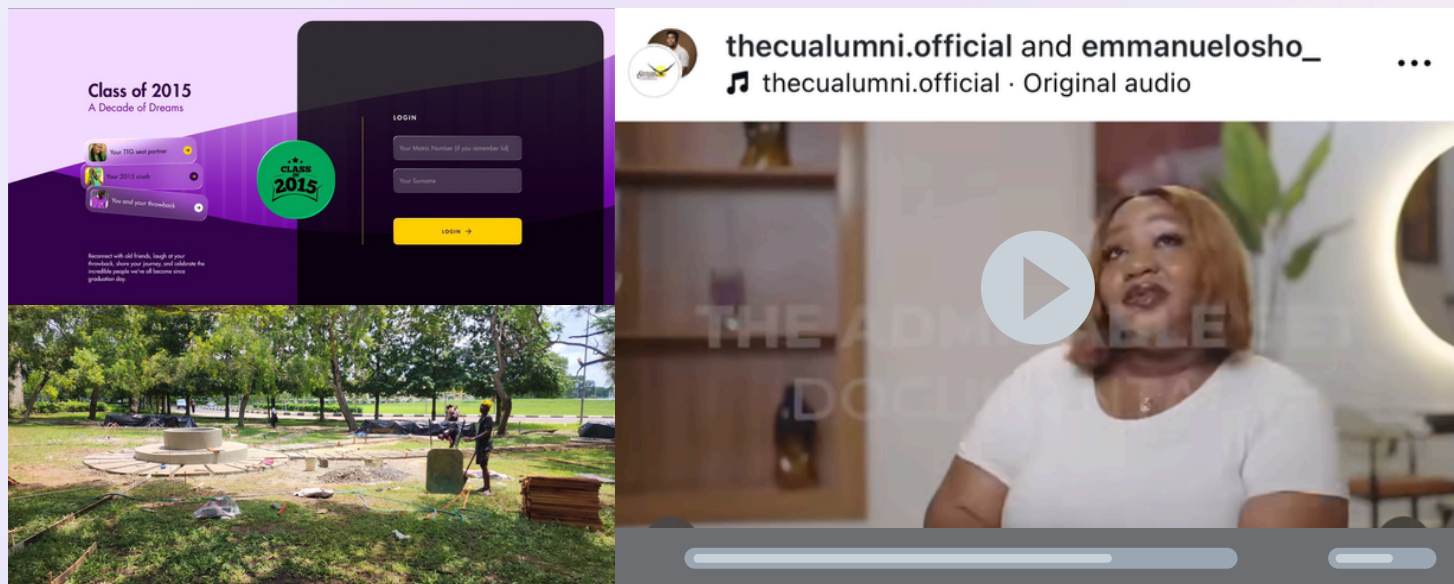 Class of 2015
A Decade of Dreams
Your TTG seat partner
Your 2015 crush
You and your throwback
Reconnect with old friends, laugh at your
throwback, share your journey, and celebrate the
incredible people we've all become since
graduation day.
CLASS
OF
2015
LOGIN
Your Matric Number (if you remember lol)
Your Surname
LOGIN
thecualumni.official and emmanuelosho_
thecualumni.official · Original audio
THE ADMIRABLE SET